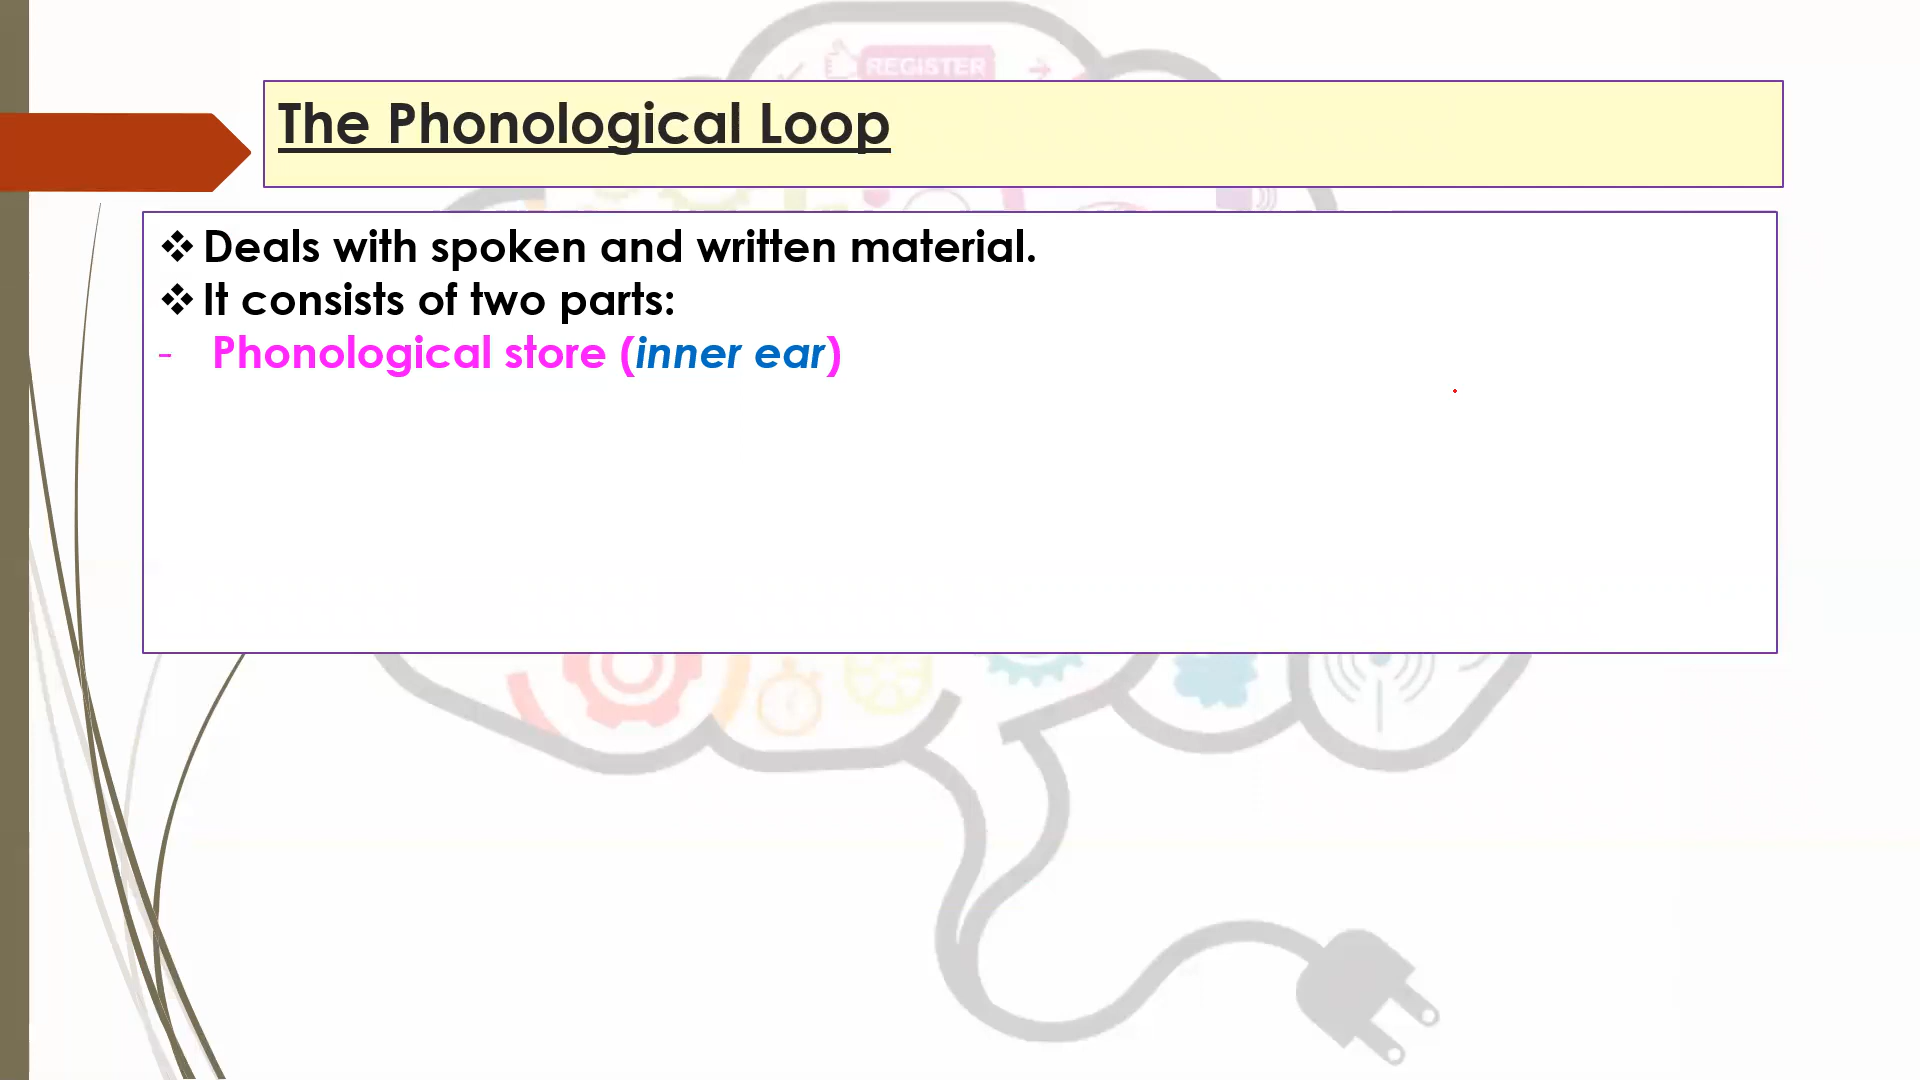 REGISTER
The Phonological Loop
❖ Deals with spoken and written material.
❖ It consists of two parts:
- Phonological store (inner ear)